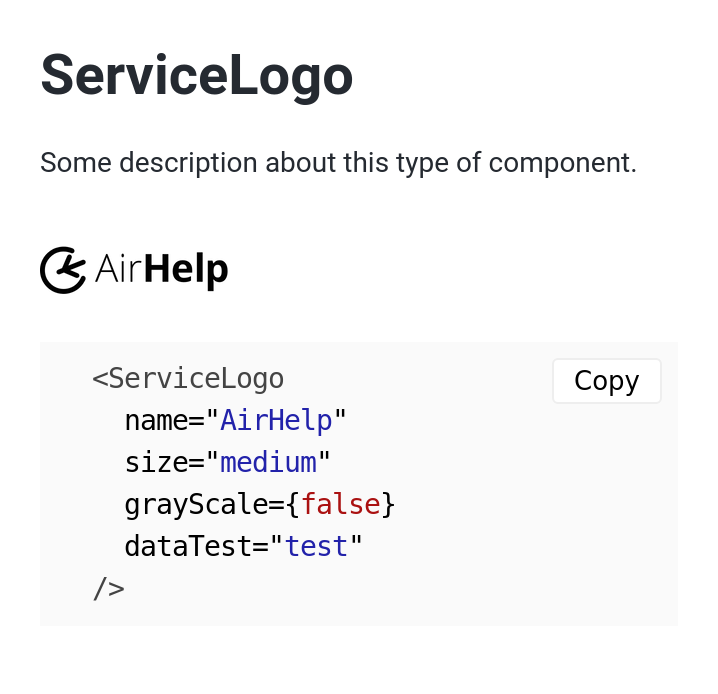 ServiceLogo
Some description about this type of component.
AirHelp
<ServiceLogo
Copy
name="AirHelp"
size="medium"
grayScale={false}
dataTest="test"
/>